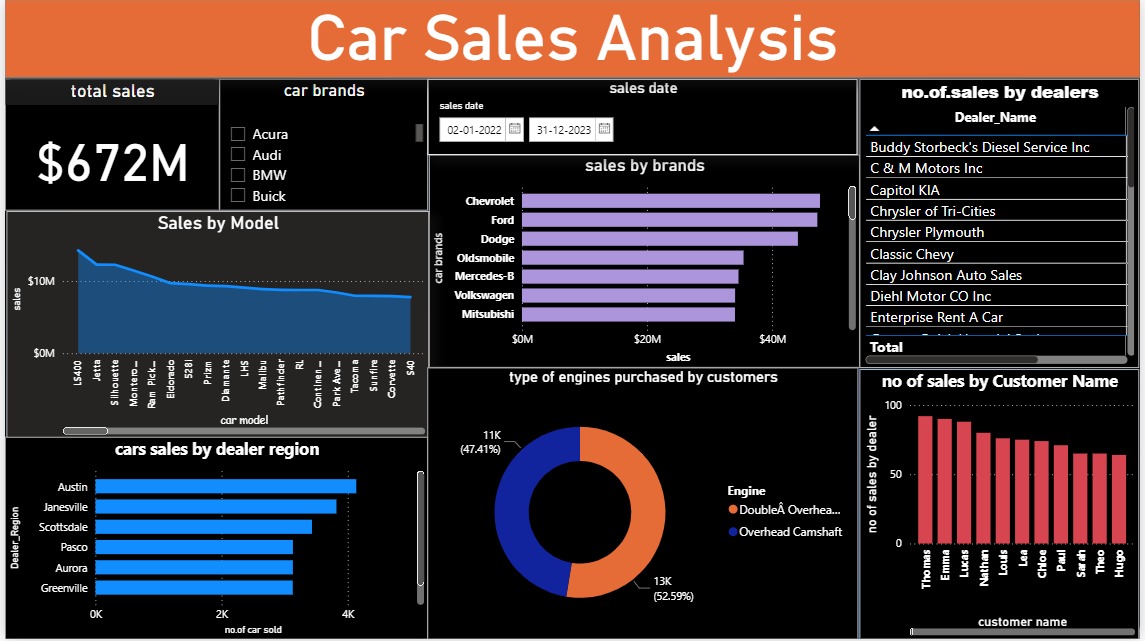 Car Sales Analysis
total sales
$672M
car brands
Acura
Audi
BMW
Buick
sales date
sales date
02-01-2022
31-12-2023
no.of.sales by dealers
Dealer_Name
Buddy Storbeck's Diesel Service Inc
C & M Motors Inc
Capitol KIA
Chrysler of Tri-Cities
Chrysler Plymouth
Classic Chevy
Clay Johnson Auto Sales
Diehl Motor CO Inc
Enterprise Rent A Car
Total
Sales by Model
sales
$10M
$0M
LS400
Jetta
Silhouette
Montero ...
Ram Pick...
Eldorado
528i
Prizm
Diamante
LHS
Malibu
Pathfinder
RL
Continen...
Park Ave...
Tacoma
Sunfire
Corvette
S40
car model
sales by brands
car brands
Chevrolet
Ford
Dodge
Oldsmobile
Mercedes-B
Volkswagen
Mitsubishi
$0M
$20M
$40M
sales
cars sales by dealer region
Dealer_Region
Austin
Janesville
Scottsdale
Pasco
Aurora
Greenville
0K
2K
4K
no.of car sold
type of engines purchased by customers
11K
(47.41%)
13K
(52.59%)
Engine
DoubleÂ Overhea...
Overhead Camshaft
no of sales by Customer Name
no of sales by dealer
100
50
0
Thomas
Emma
Lucas
Nathan
Louis
Lea
Chloe
Paul
Sarah
Theo
Hugo
customer name